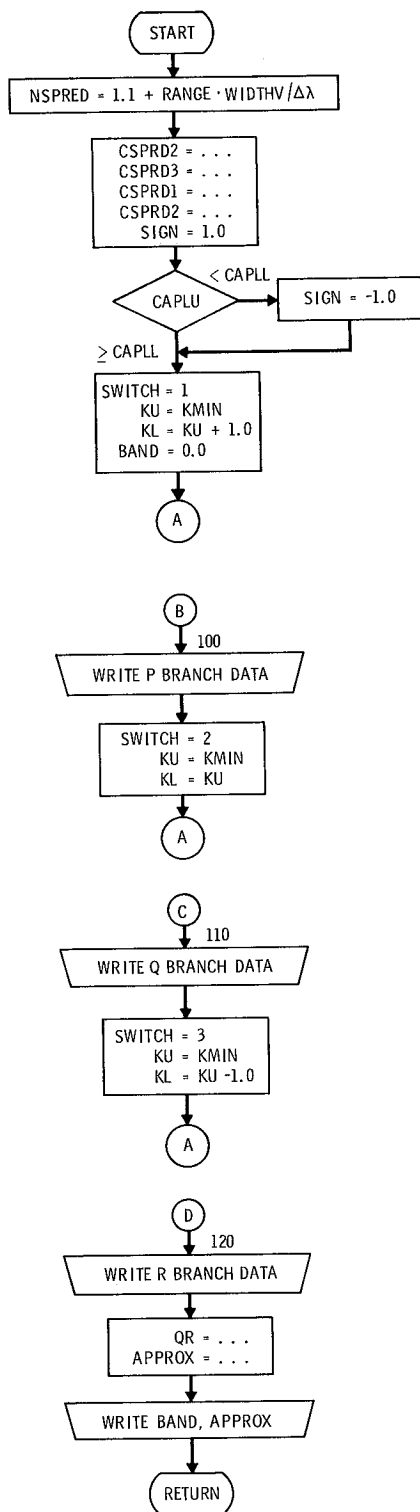 START
NSPRED = 1.1 + RANGE · WIDTHV/Δλ
CSPRD2 = . . .
CSPRD3 = . . .
CSPRD1 = . . .
CSPRD2 = . . .
SIGN = 1.0
CAPLU
< CAPLL
SIGN = -1.0
≥ CAPLL
SWITCH = 1
KU = KMIN
KL = KU + 1.0
BAND = 0.0
A
B
100
WRITE P BRANCH DATA
SWITCH = 2
KU = KMIN
KL = KU
A
C
110
WRITE Q BRANCH DATA
SWITCH = 3
KU = KMIN
KL = KU -1.0
A
D
120
WRITE R BRANCH DATA
QR = . . .
APPROX = . . .
WRITE BAND, APPROX
RETURN